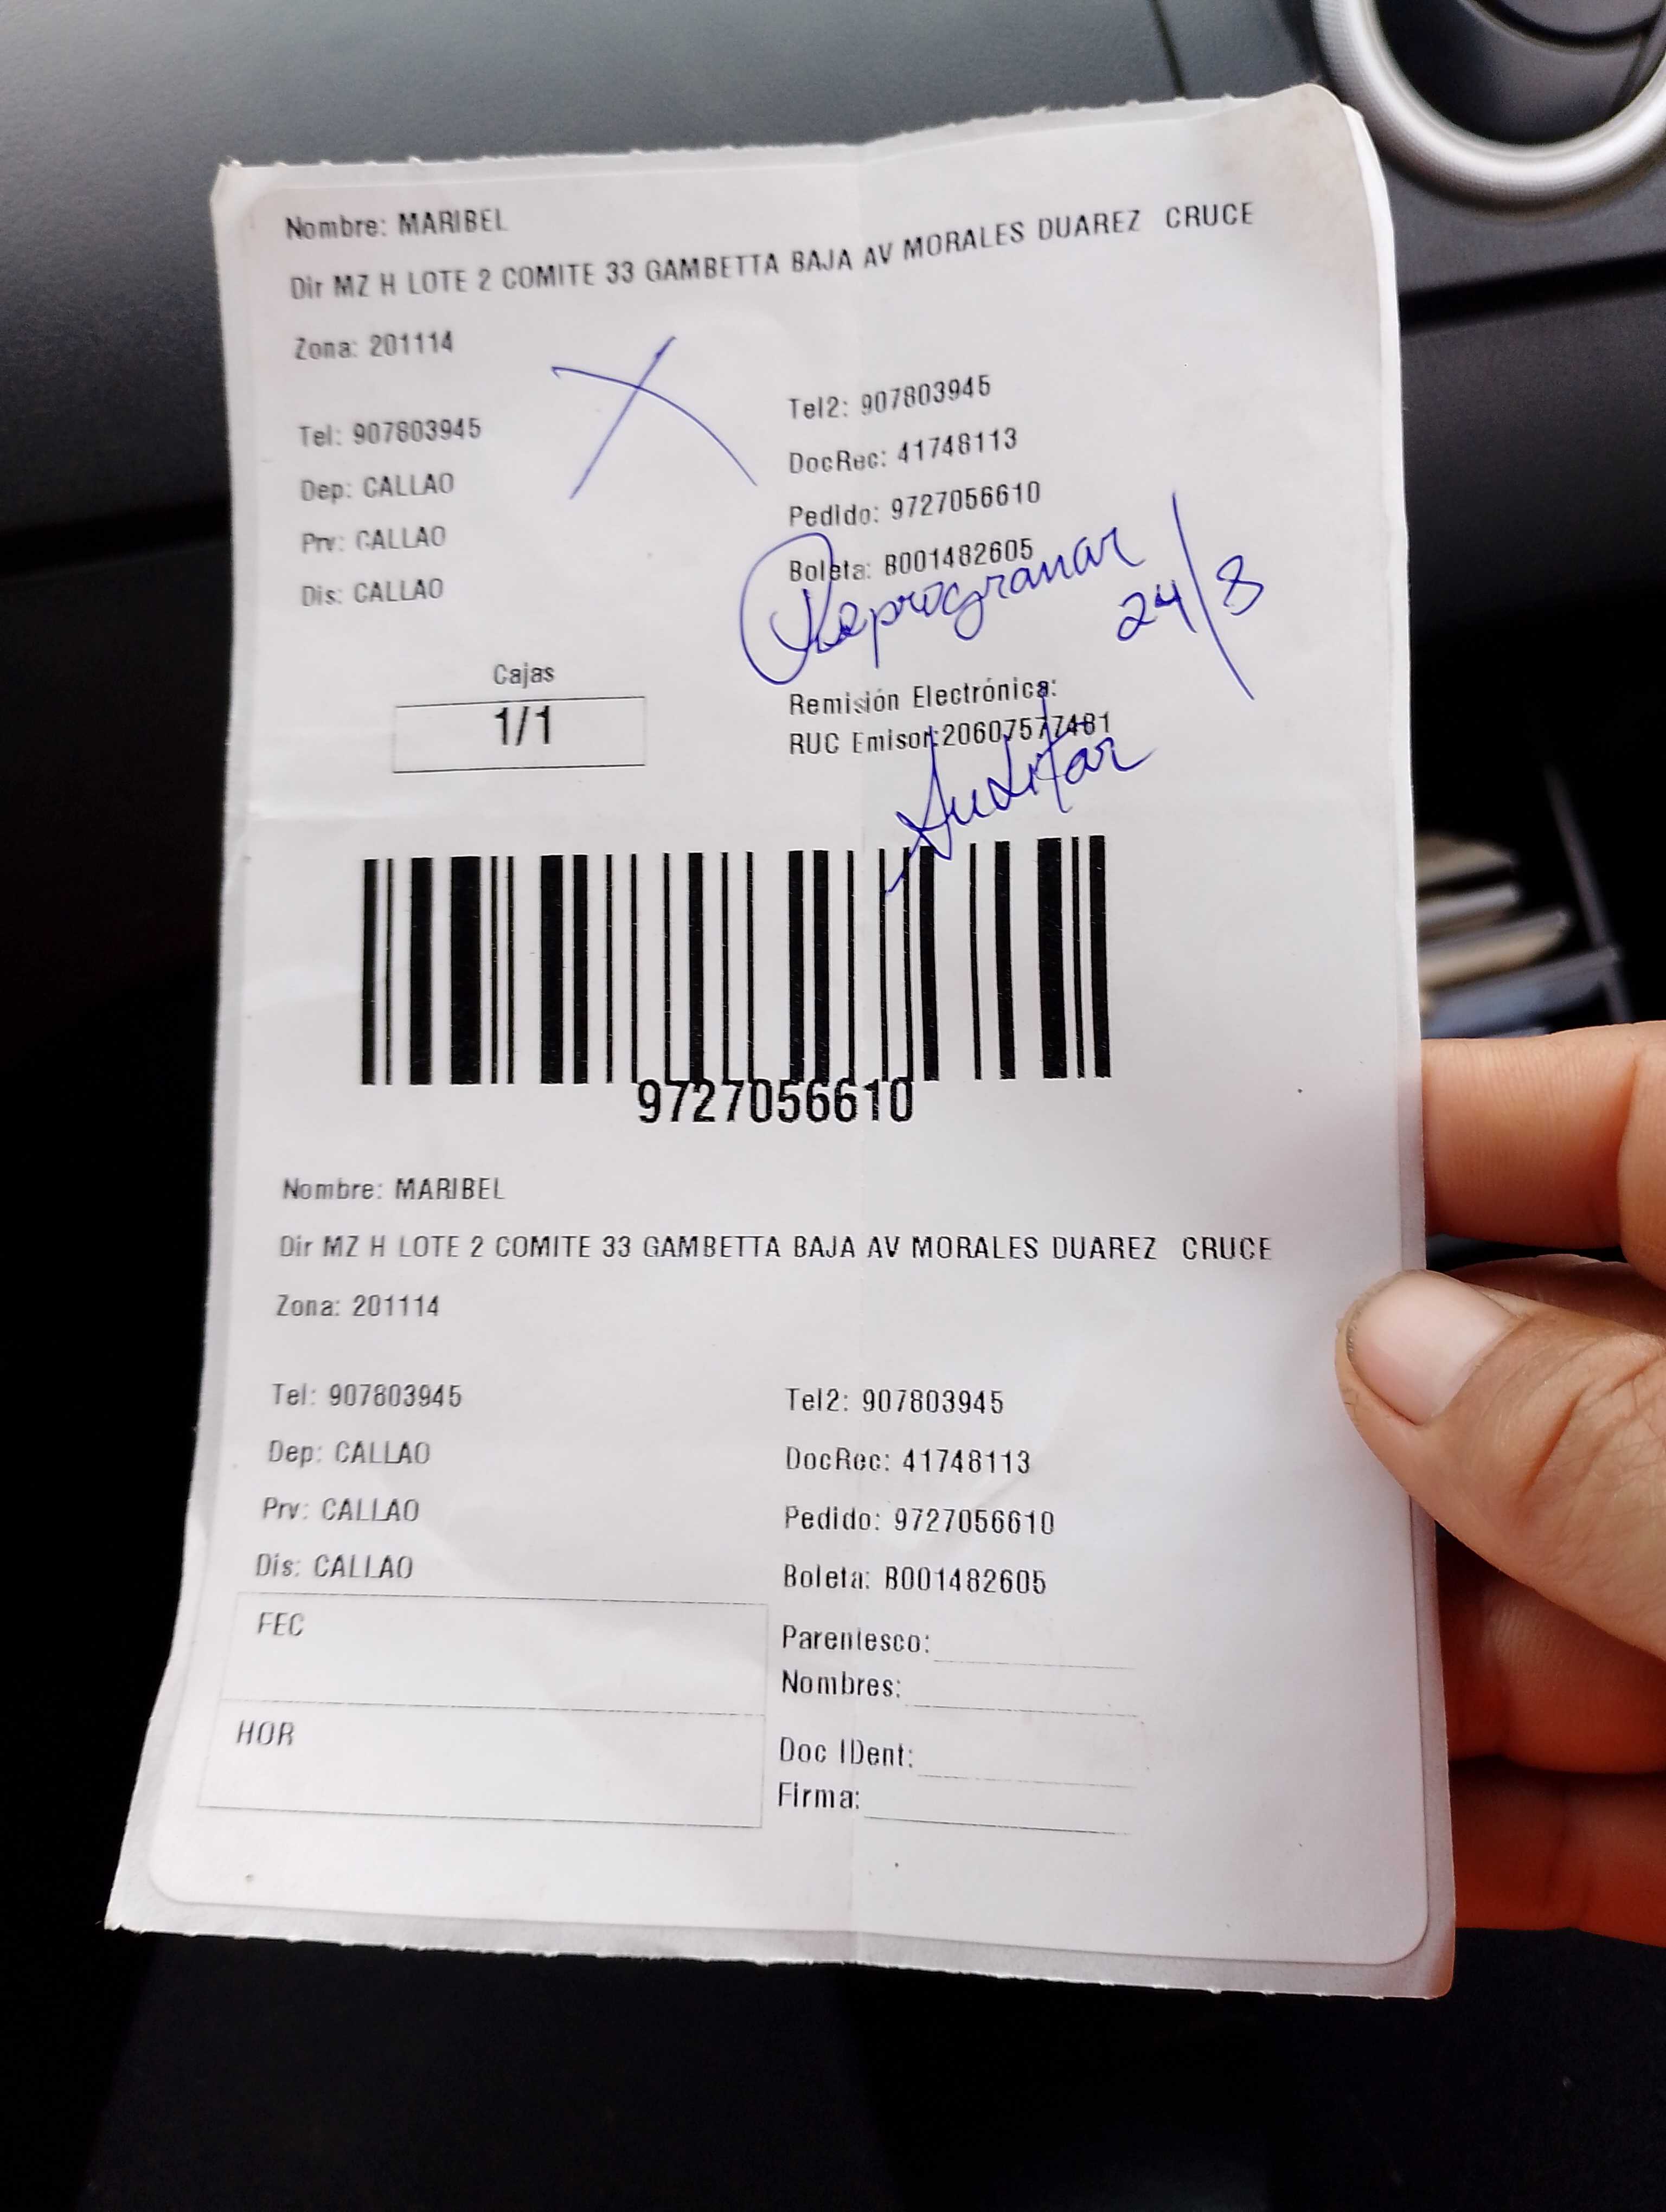 Nombre: MARIBEL
Dir MZ H LOTE 2 COMITE 33 GAMBETTA BAJA AV MORALES DUAREZ CRUCE
Zona: 201114
Tel: 907803945
Tel2: 907803945
Dep: CALLAO
DocRec: 41748113
Prv: CALLAO
Pedido: 9727056610
Dis: CALLAO
Boleta: B001482605
Reprogramar 24/8
Cajas
1/1
Remisión Electrónica:
RUC Emisor:20607577481
Auditar
9727056610
Nombre: MARIBEL
Dir MZ H LOTE 2 COMITE 33 GAMBETTA BAJA AV MORALES DUAREZ CRUCE
Zona: 201114
Tel: 907803945
Tel2: 907803945
Dep: CALLAO
DocRec: 41748113
Prv: CALLAO
Pedido: 9727056610
Dis: CALLAO
Boleta: B001482605
FEC
Parentesco:
Nombres:
HOR
Doc IDent:
Firma: